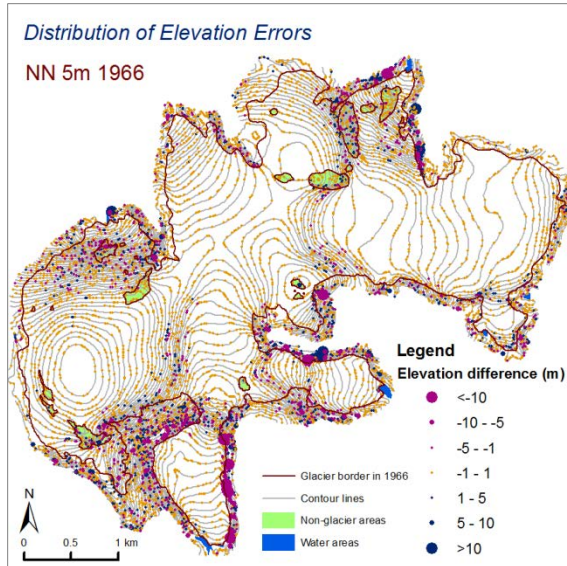 Distribution of Elevation Errors
NN 5m 1966
Legend
Elevation difference (m)
<-10
-10 - -5
-5 - -1
-1 - 1
1 - 5
5 - 10
>10
Glacier border in 1966
Contour lines
Non-glacier areas
Water areas
N
0 0.5 1 km